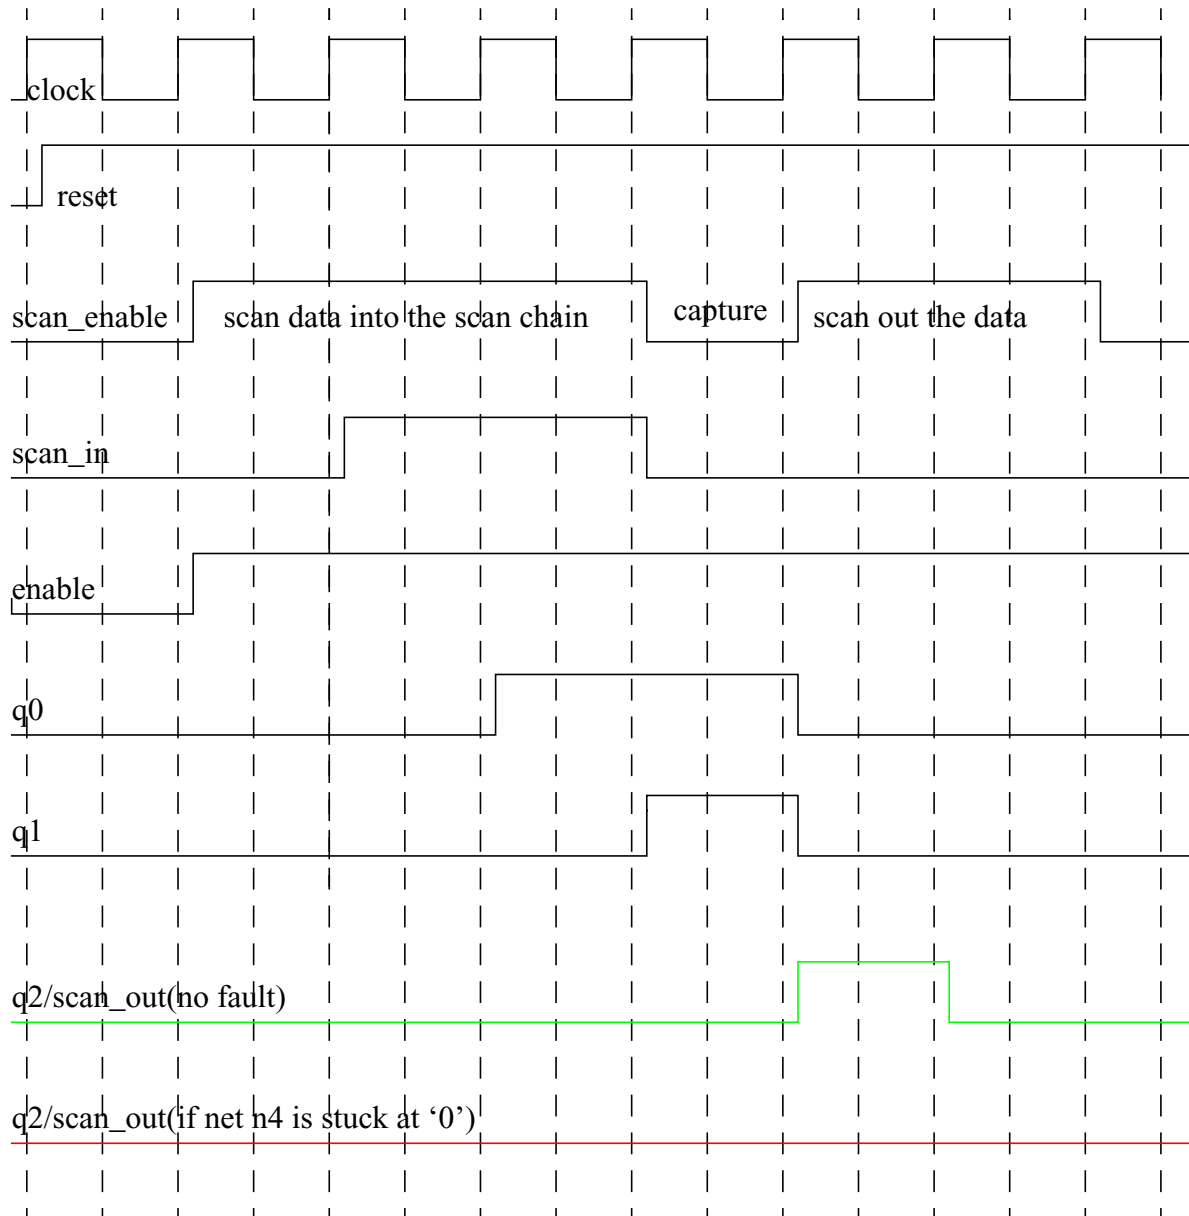 clock
reset
scan_enable
scan data into the scan chain
capture
scan out the data
scan_in
enable
q0
q1
q2/scan_out(no fault)
q2/scan_out(if net n4 is stuck at ‘0’)